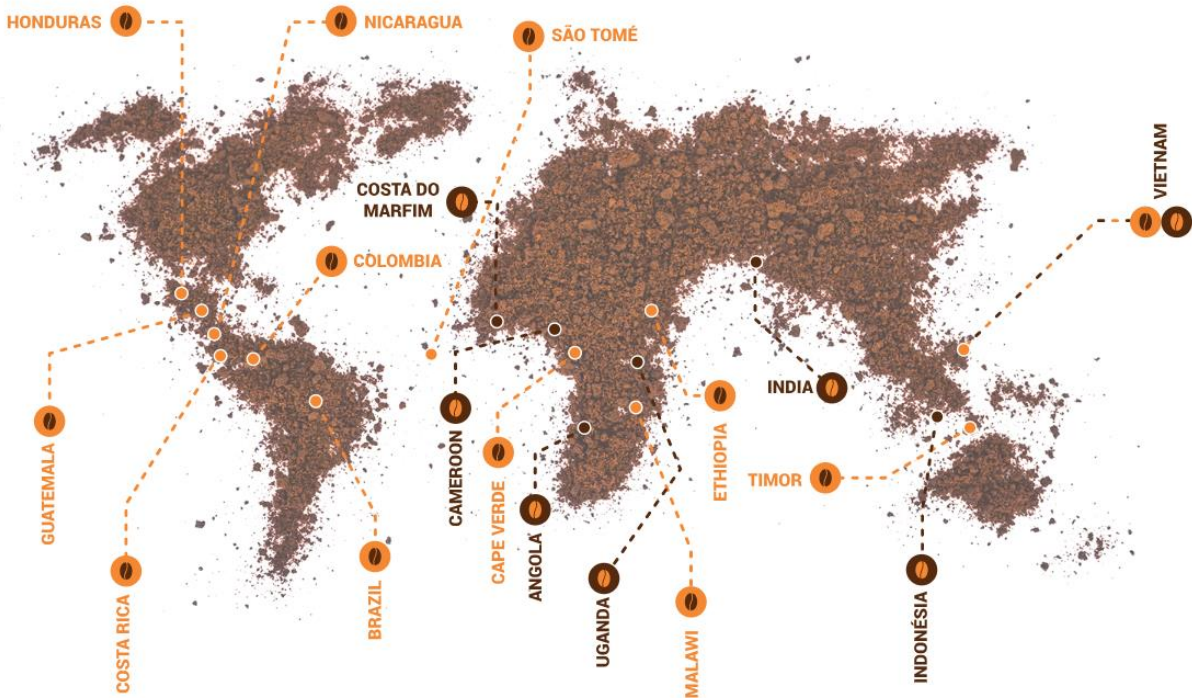 HONDURAS
NICARAGUA
SÃO TOMÉ
VIETNAM
COSTA DO
MARFIM
COLOMBIA
INDIA
GUATEMALA
CAMEROON
CAPE VERDE
ETHIOPIA
TIMOR
ANGOLA
COSTA RICA
BRAZIL
UGANDA
MALAWI
INDONÉSIA